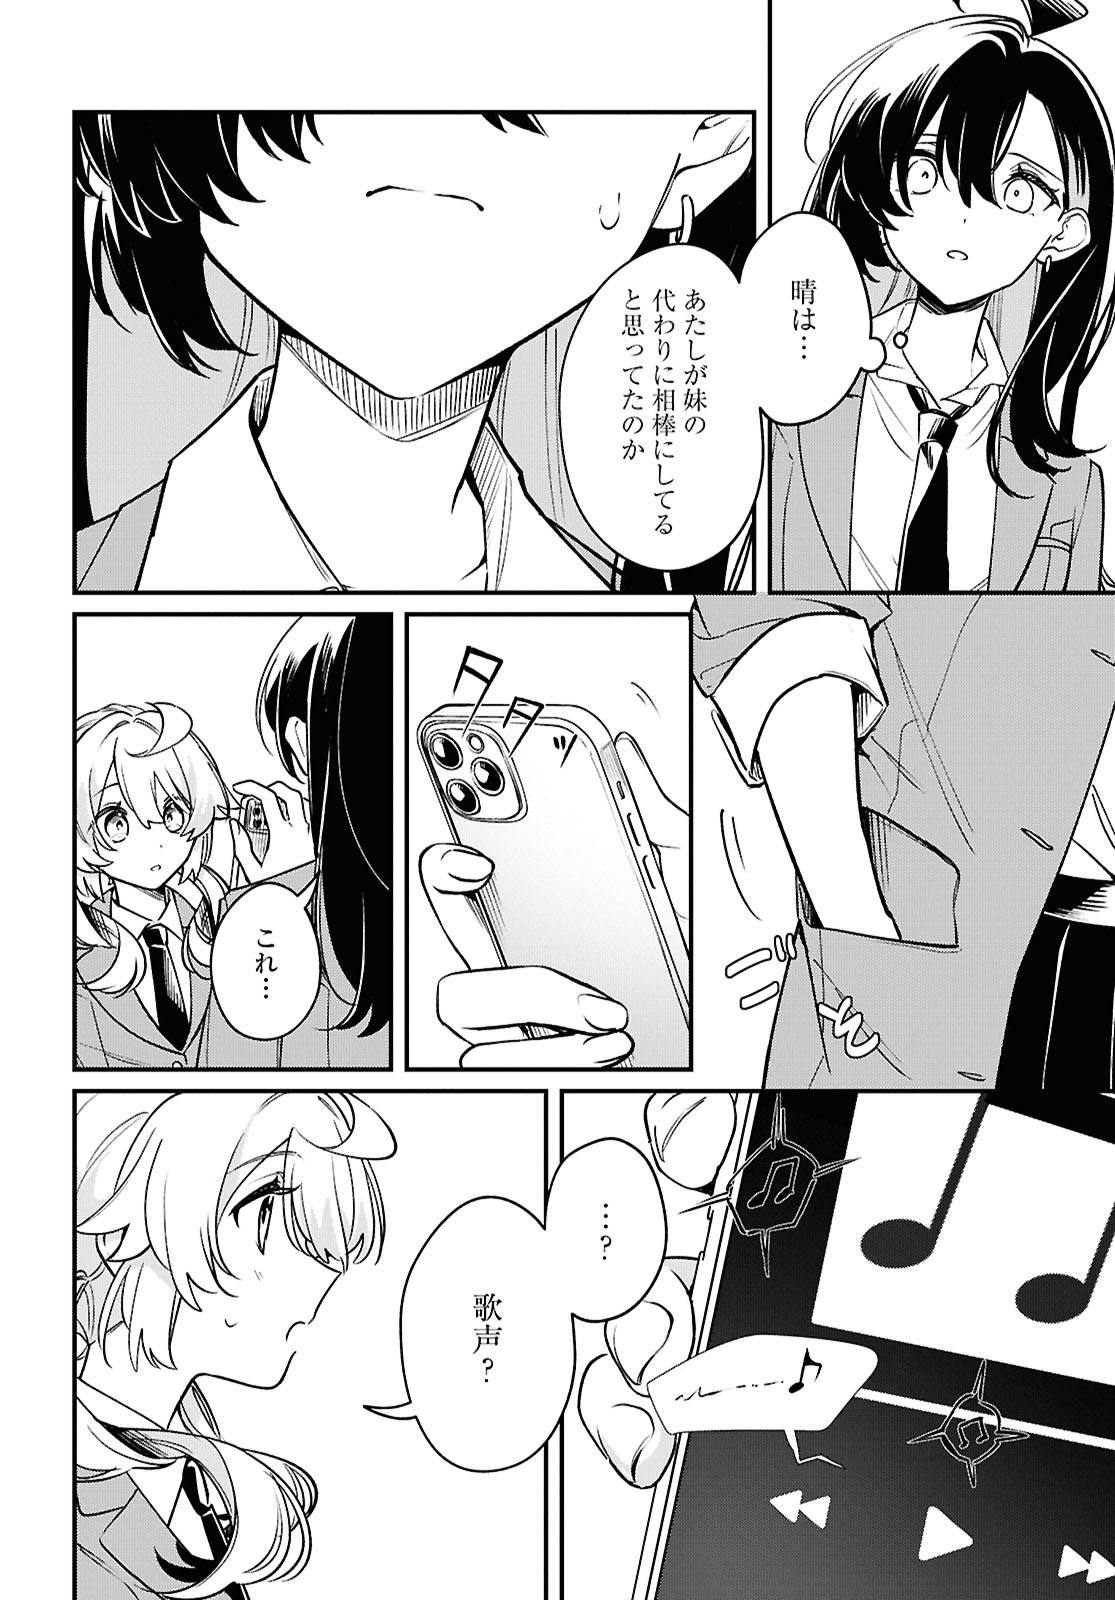 晴は…
あたしが妹の
代わりに相棒にしてる
と思ってたのか
これ…
…?
歌声?